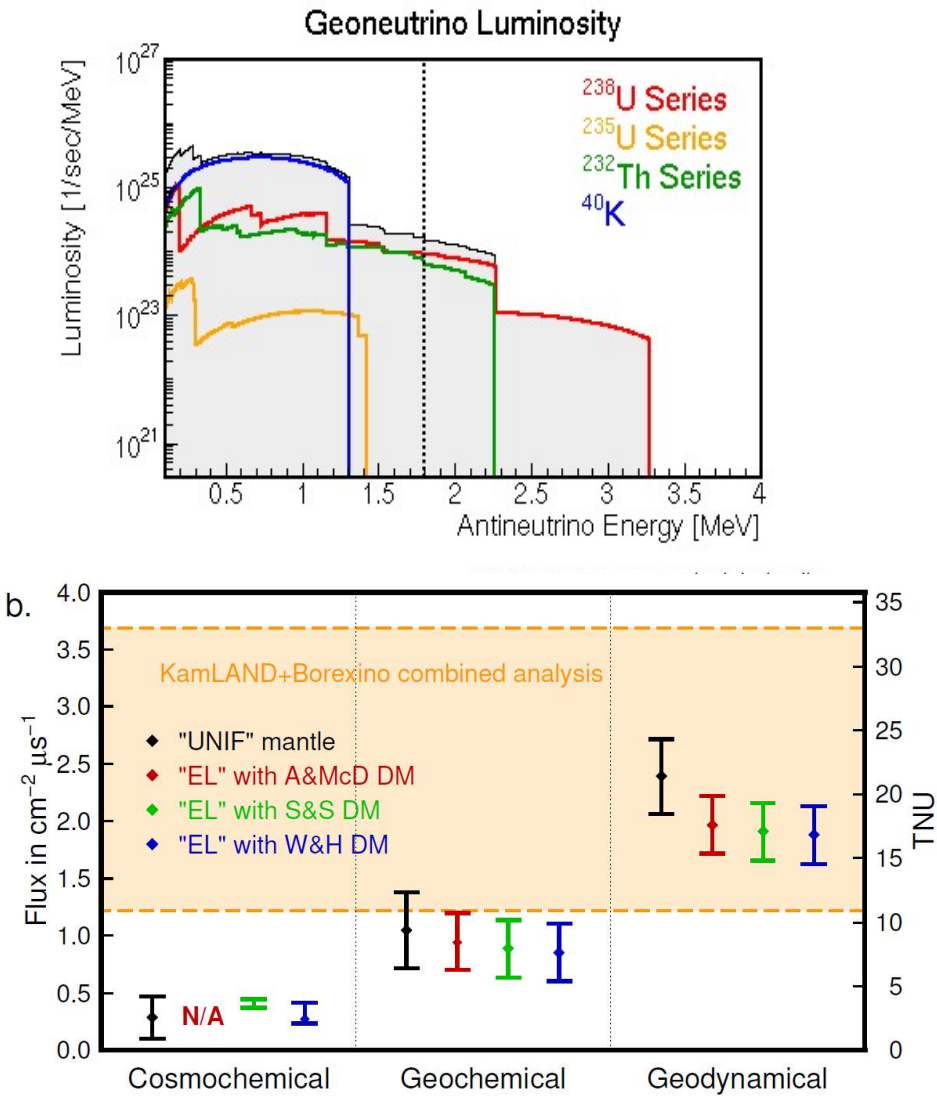 Geoneutrino Luminosity
Luminosity [1/sec/MeV]
10^27
10^25
10^23
10^21
238U Series
235U Series
232Th Series
40K
0.5 1 1.5 2 2.5 3 3.5 4
Antineutrino Energy [MeV]
b.
Flux in cm−2 μs−1
4.0
3.5
3.0
2.5
2.0
1.5
1.0
0.5
0.0
KamLAND+Borexino combined analysis
"UNIF" mantle
"EL" with A&McD DM
"EL" with S&S DM
"EL" with W&H DM
N/A
35
30
25
20
15
10
5
0
TNU
Cosmochemical Geochemical Geodynamical